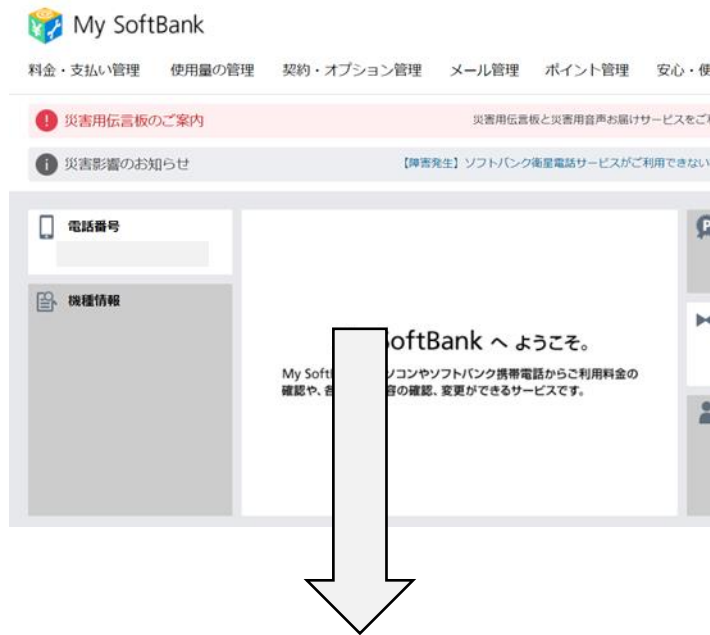 My SoftBank
料金・支払い管理 使用量の管理 契約・オプション管理 メール管理 ポイント管理 安心・便
災害用伝言板のご案内 災害用伝言板と災害用音声お届けサービスをご利
災害影響のお知らせ 【障害発生】ソフトバンク衛星電話サービスがご利用できない
電話番号
機種情報
oftBank へ ようこそ。
My Soft ソコンやソフトバンク携帯電話からご利用料金の
確認や、各 容の確認、変更ができるサービスです。